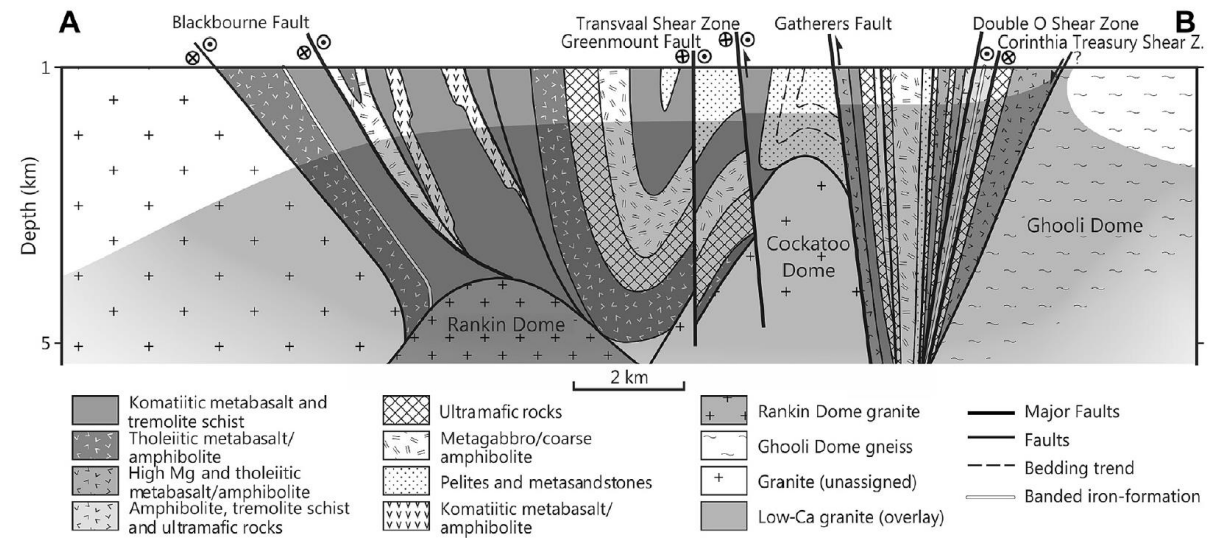 A
Blackbourne Fault
Transvaal Shear Zone
Greenmount Fault
Gatherers Fault
Double O Shear Zone
B
Corinthia Treasury Shear Z.
?
1
Depth (km)
5
Rankin Dome
Cockatoo
Dome
Ghooli Dome
2 km
Komatiitic metabasalt and
tremolite schist
Tholeiitic metabasalt/
amphibolite
High Mg and tholeiitic
metabasalt/amphibolite
Amphibolite, tremolite schist
and ultramafic rocks
Ultramafic rocks
Metagabbro/coarse
amphibolite
Pelites and metasandstones
Komatiitic metabasalt/
amphibolite
Rankin Dome granite
Ghooli Dome gneiss
Granite (unassigned)
Low-Ca granite (overlay)
Major Faults
Faults
Bedding trend
Banded iron-formation